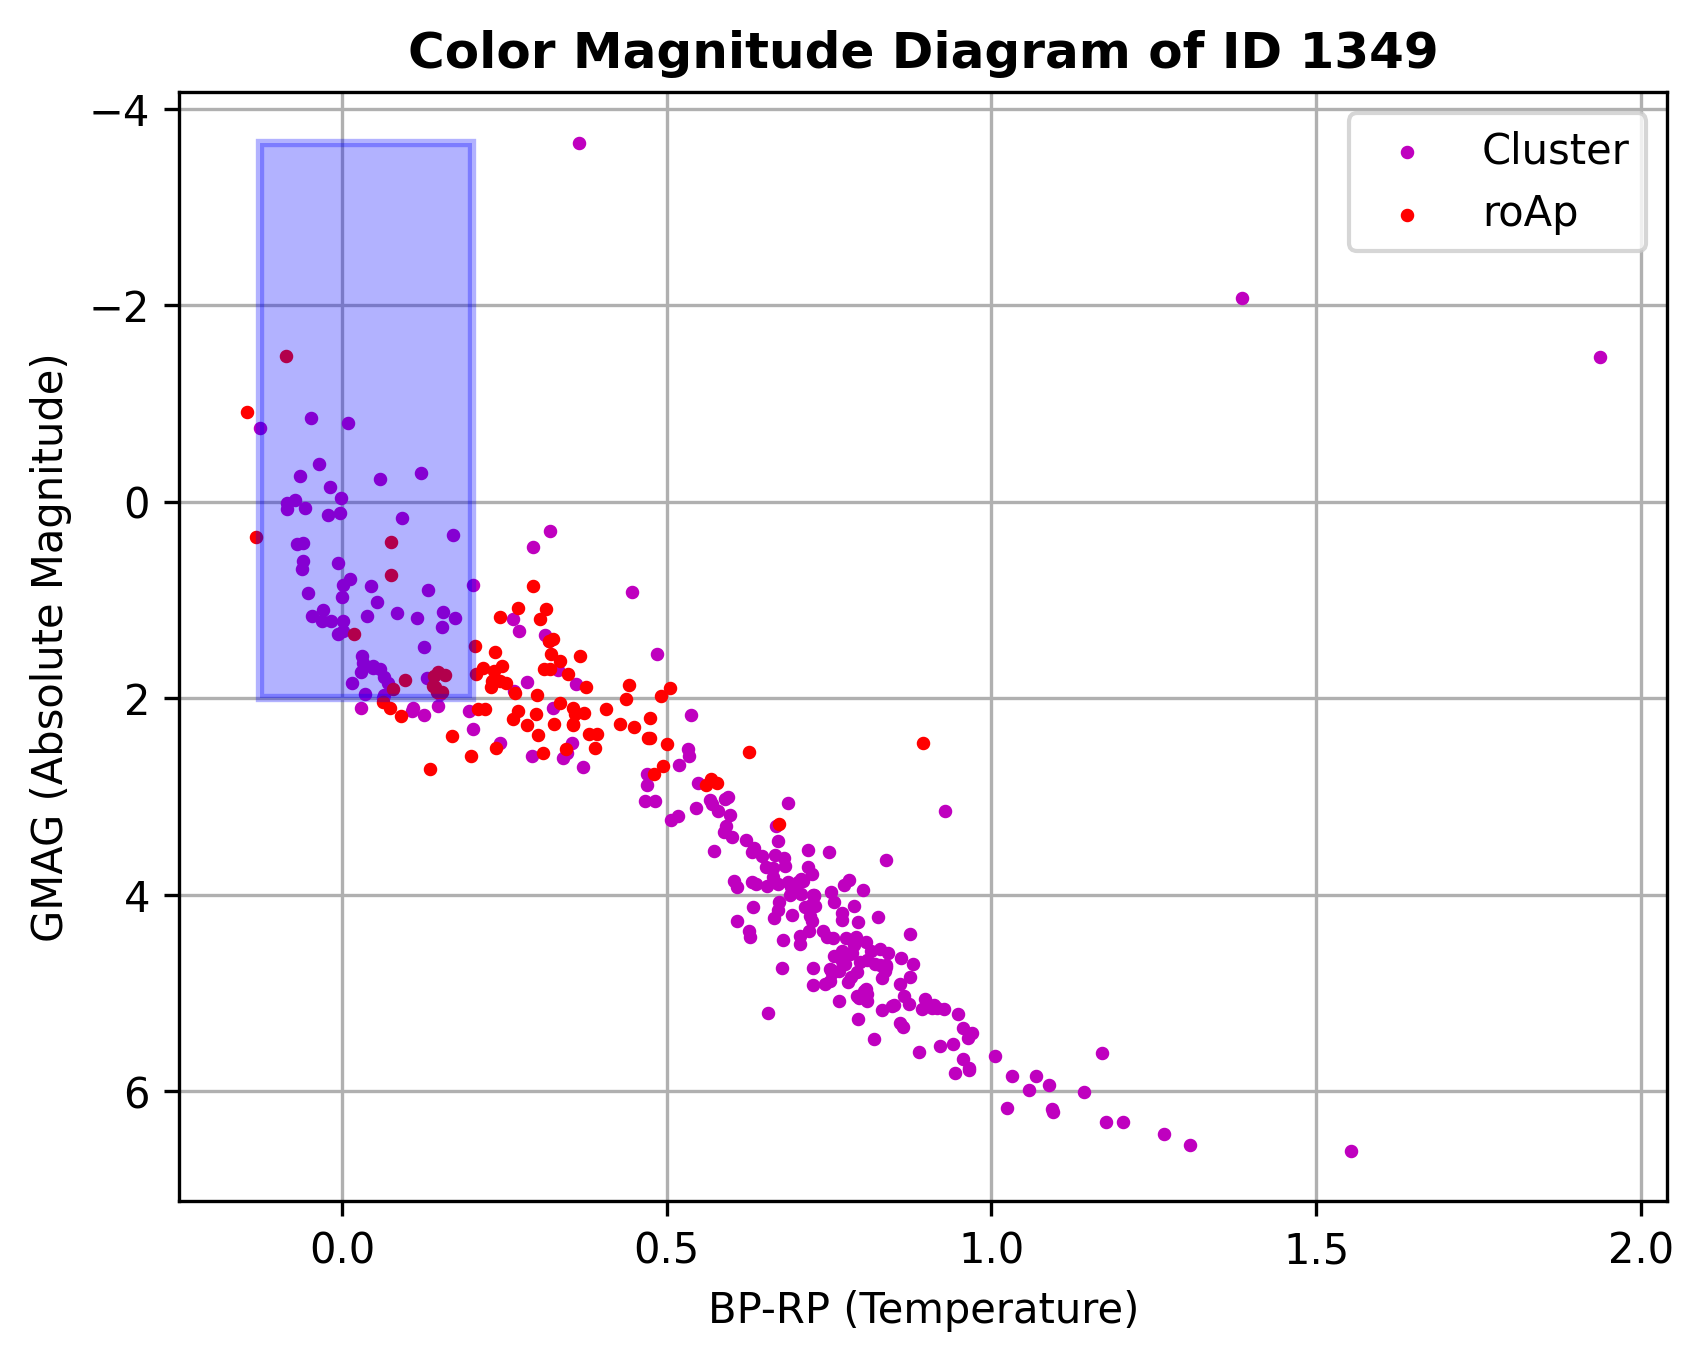 Color Magnitude Diagram of ID 1349
−4
−2
0
2
4
6
GMAG (Absolute Magnitude)
Cluster
roAp
0.0 0.5 1.0 1.5 2.0
BP-RP (Temperature)